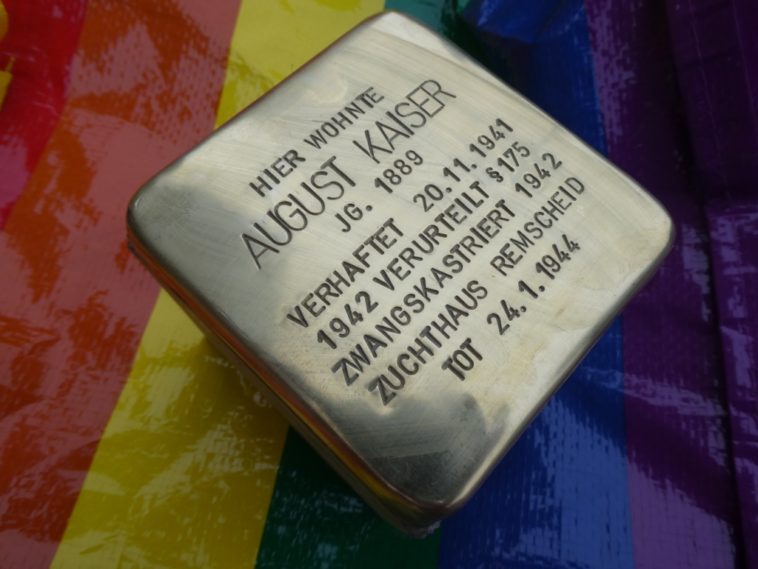 HIER WOHNTE
AUGUST KAISER
JG. 1889
VERHAFTET 20.11.1941
1942 VERURTEILT §175
ZWANGSKASTRIERT 1942
ZUCHTHAUS REMSCHEID
TOT 24.1.1944